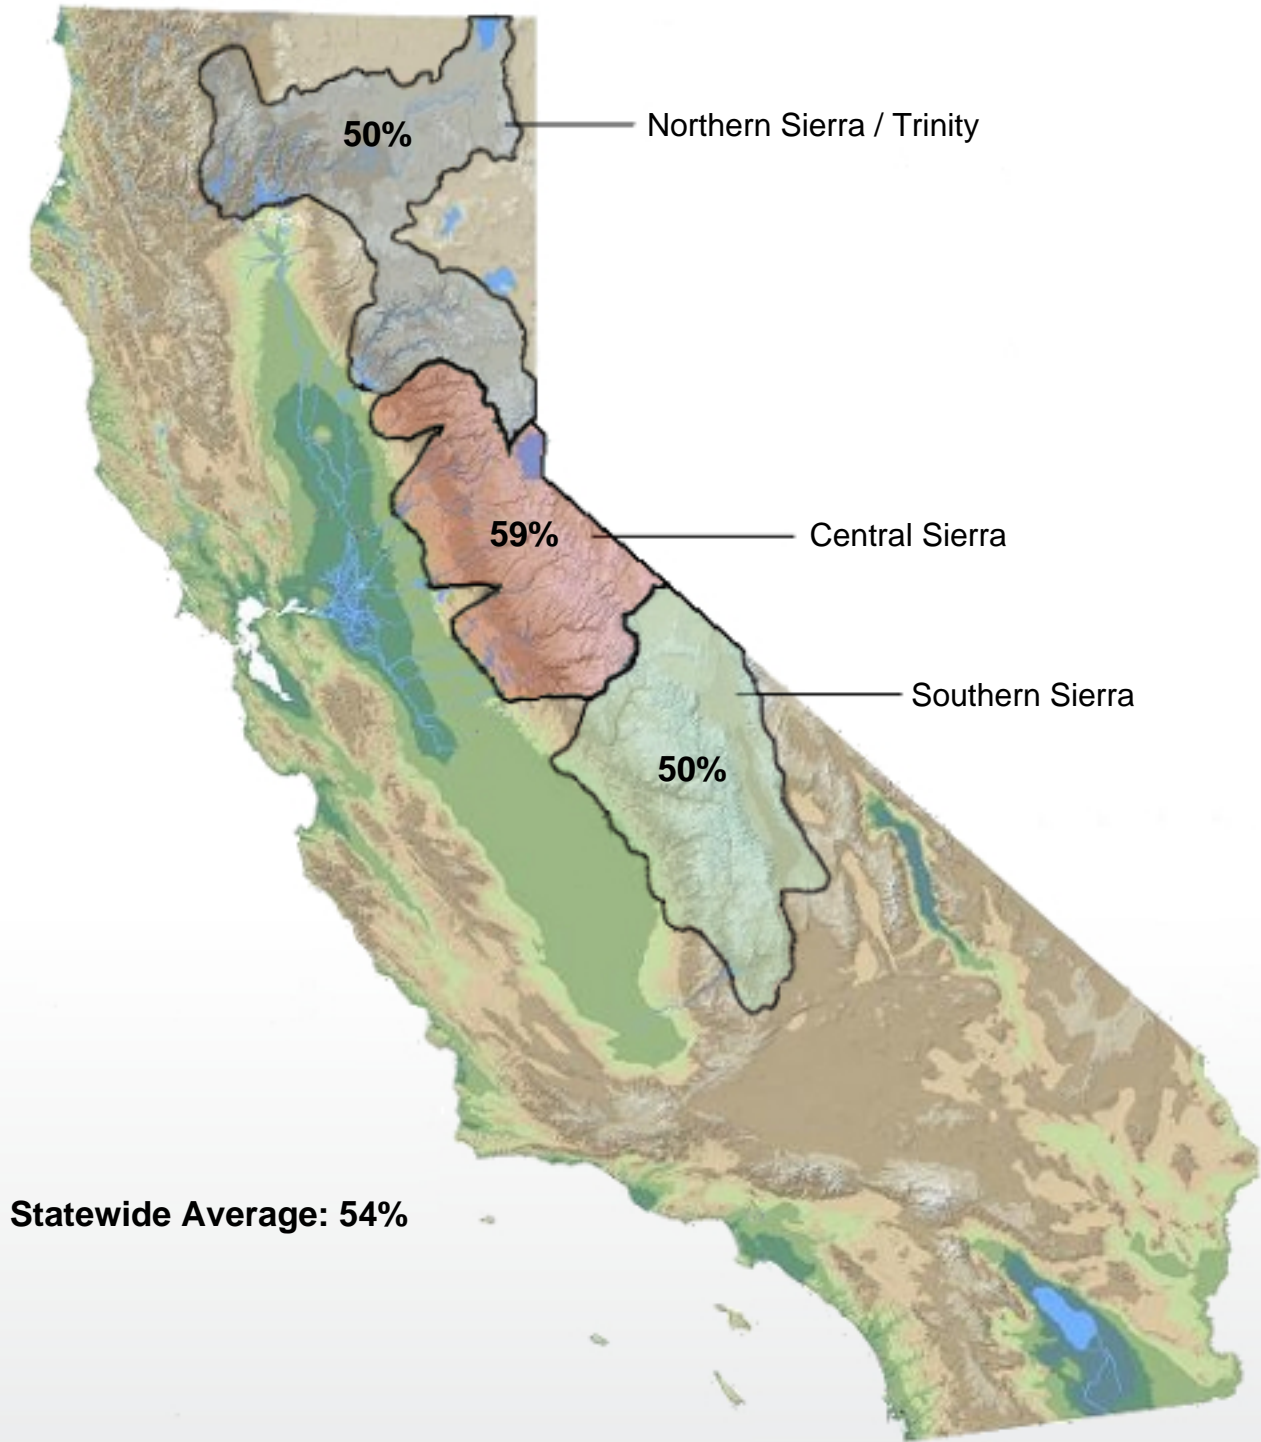 50%
Northern Sierra / Trinity
59%
Central Sierra
Southern Sierra
50%
Statewide Average: 54%